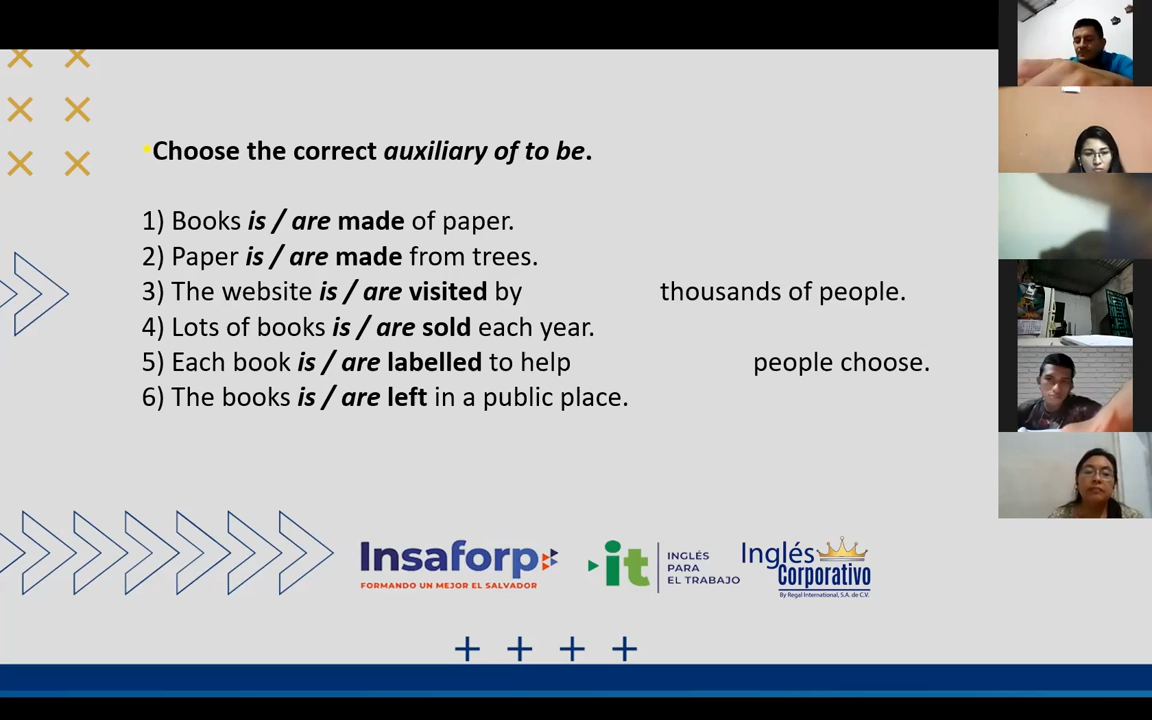 •Choose the correct auxiliary of to be.
1) Books is / are made of paper.
2) Paper is / are made from trees.
3) The website is / are visited by thousands of people.
4) Lots of books is / are sold each year.
5) Each book is / are labelled to help people choose.
6) The books is / are left in a public place.
Insaforp
FORMANDO UN MEJOR EL SALVADOR
it
INGLÉS
PARA
EL TRABAJO
Inglés
Corporativo
By Regal International, S.A. de C.V.